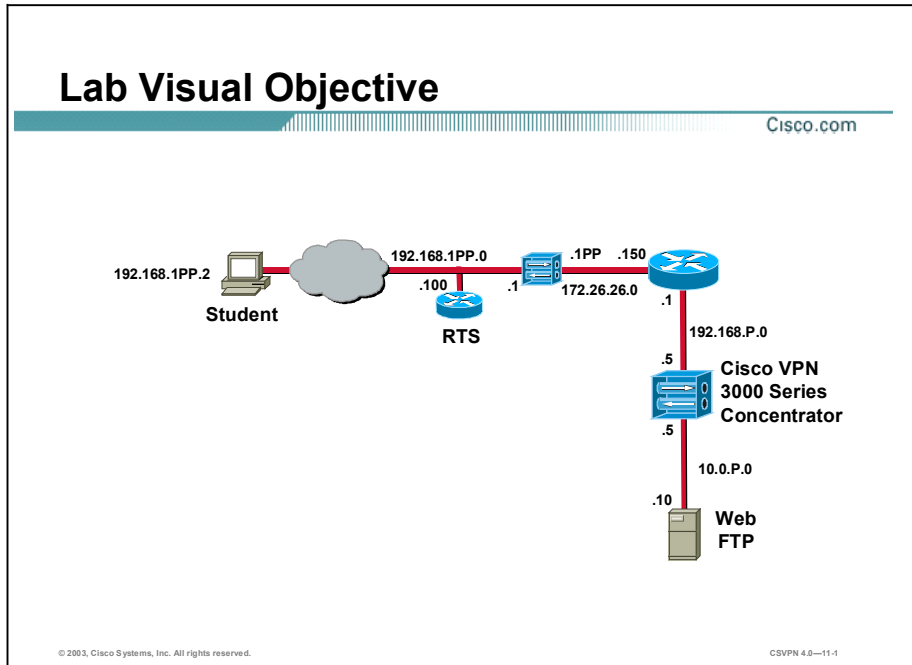 Lab Visual Objective
Cisco.com
192.168.1PP.2
Student
192.168.1PP.0
.100
RTS
.1
.1PP
.150
172.26.26.0
.1
192.168.P.0
.5
Cisco VPN
3000 Series
Concentrator
.5
10.0.P.0
.10
Web
FTP
© 2003, Cisco Systems, Inc. All rights reserved.
CSVPN 4.0—11-1